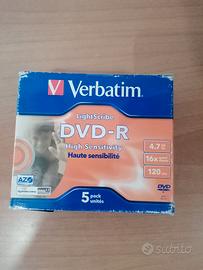 Verbatim
LightScribe
DVD-R
High Sensitivity
Haute sensibilité
4.7
16x
120
AZO
DVD
5 pack
unités
subito